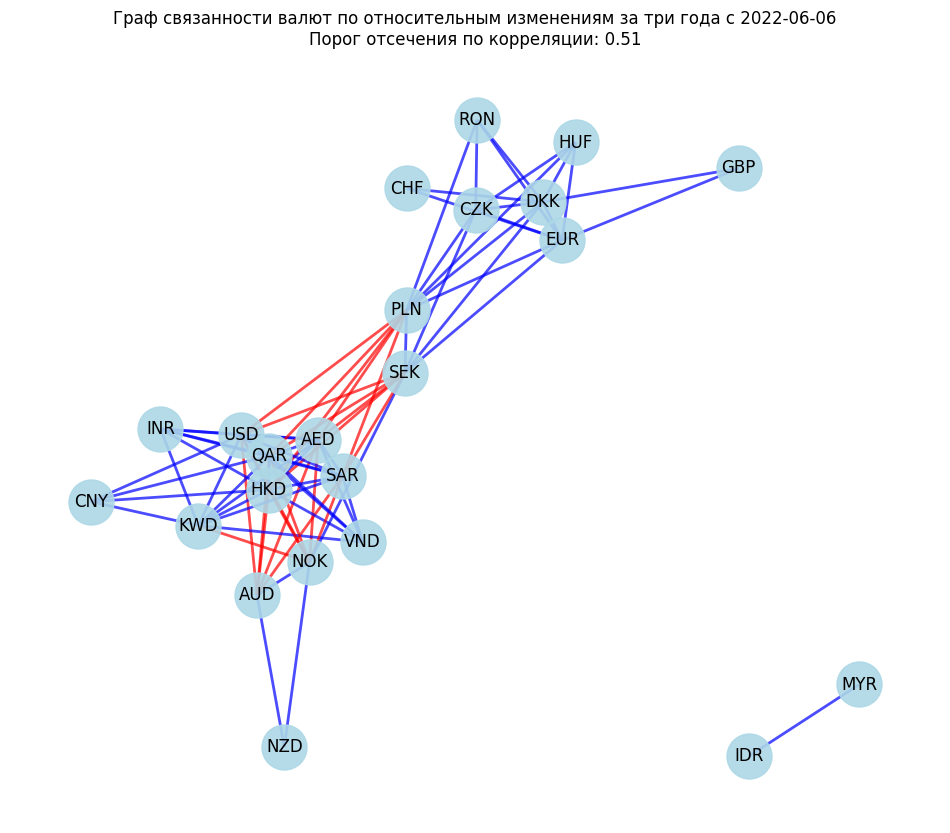 Граф связанности валют по относительным изменениям за три года с 2022-06-06
Порог отсечения по корреляции: 0.51
RON
HUF
GBP
CHF
DKK
CZK
EUR
PLN
SEK
INR
USD
AED
QAR
SAR
HKD
CNY
KWD
VND
NOK
AUD
MYR
NZD
IDR